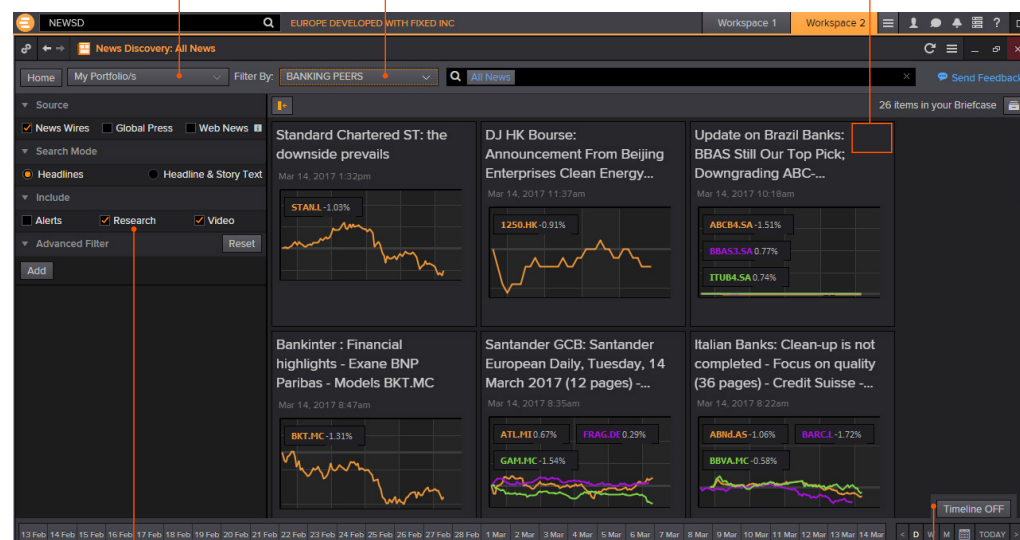 NEWSD
EUROPE DEVELOPED WITH FIXED INC
Workspace 1
Workspace 2
?
News Discovery: All News
Home
My Portfolio/s
Filter By:
BANKING PEERS
All News
Send Feedback
Source
26 items in your Briefcase
News Wires
Global Press
Web News
Search Mode
Headlines
Headline & Story Text
Include
Alerts
Research
Video
Advanced Filter
Reset
Add
Standard Chartered ST: the
downside prevails
Mar 14, 2017 1:32pm
STAN.L -1.03%
DJ HK Bourse:
Announcement From Beijing
Enterprises Clean Energy...
Mar 14, 2017 11:37am
1250.HK -0.91%
Update on Brazil Banks:
BBAS Still Our Top Pick;
Downgrading ABC-...
Mar 14, 2017 10:18am
ABCB4.SA -1.51%
BBAS3.SA 0.77%
ITUB4.SA 0.74%
Bankinter : Financial
highlights - Exane BNP
Paribas - Models BKT.MC
Mar 14, 2017 8:47am
BKT.MC -1.31%
Santander GCB: Santander
European Daily, Tuesday, 14
March 2017 (12 pages) -...
Mar 14, 2017 8:35am
ATL.MI 0.67% FRAG.DE 0.29%
GAM.MC -1.54%
Italian Banks: Clean-up is not
completed - Focus on quality
(36 pages) - Credit Suisse -...
Mar 14, 2017 8:22am
ABNd.AS -1.06% BARC.L -1.72%
BBVA.MC -0.58%
Timeline OFF
13 Feb 14 Feb 15 Feb 16 Feb 17 Feb 18 Feb 19 Feb 20 Feb 21 Feb 22 Feb 23 Feb 24 Feb 25 Feb 26 Feb 27 Feb 28 Feb 1 Mar 2 Mar 3 Mar 4 Mar 5 Mar 6 Mar 7 Mar 8 Mar 9 Mar 10 Mar 11 Mar 12 Mar 13 Mar 14 Mar < D W M TODAY >